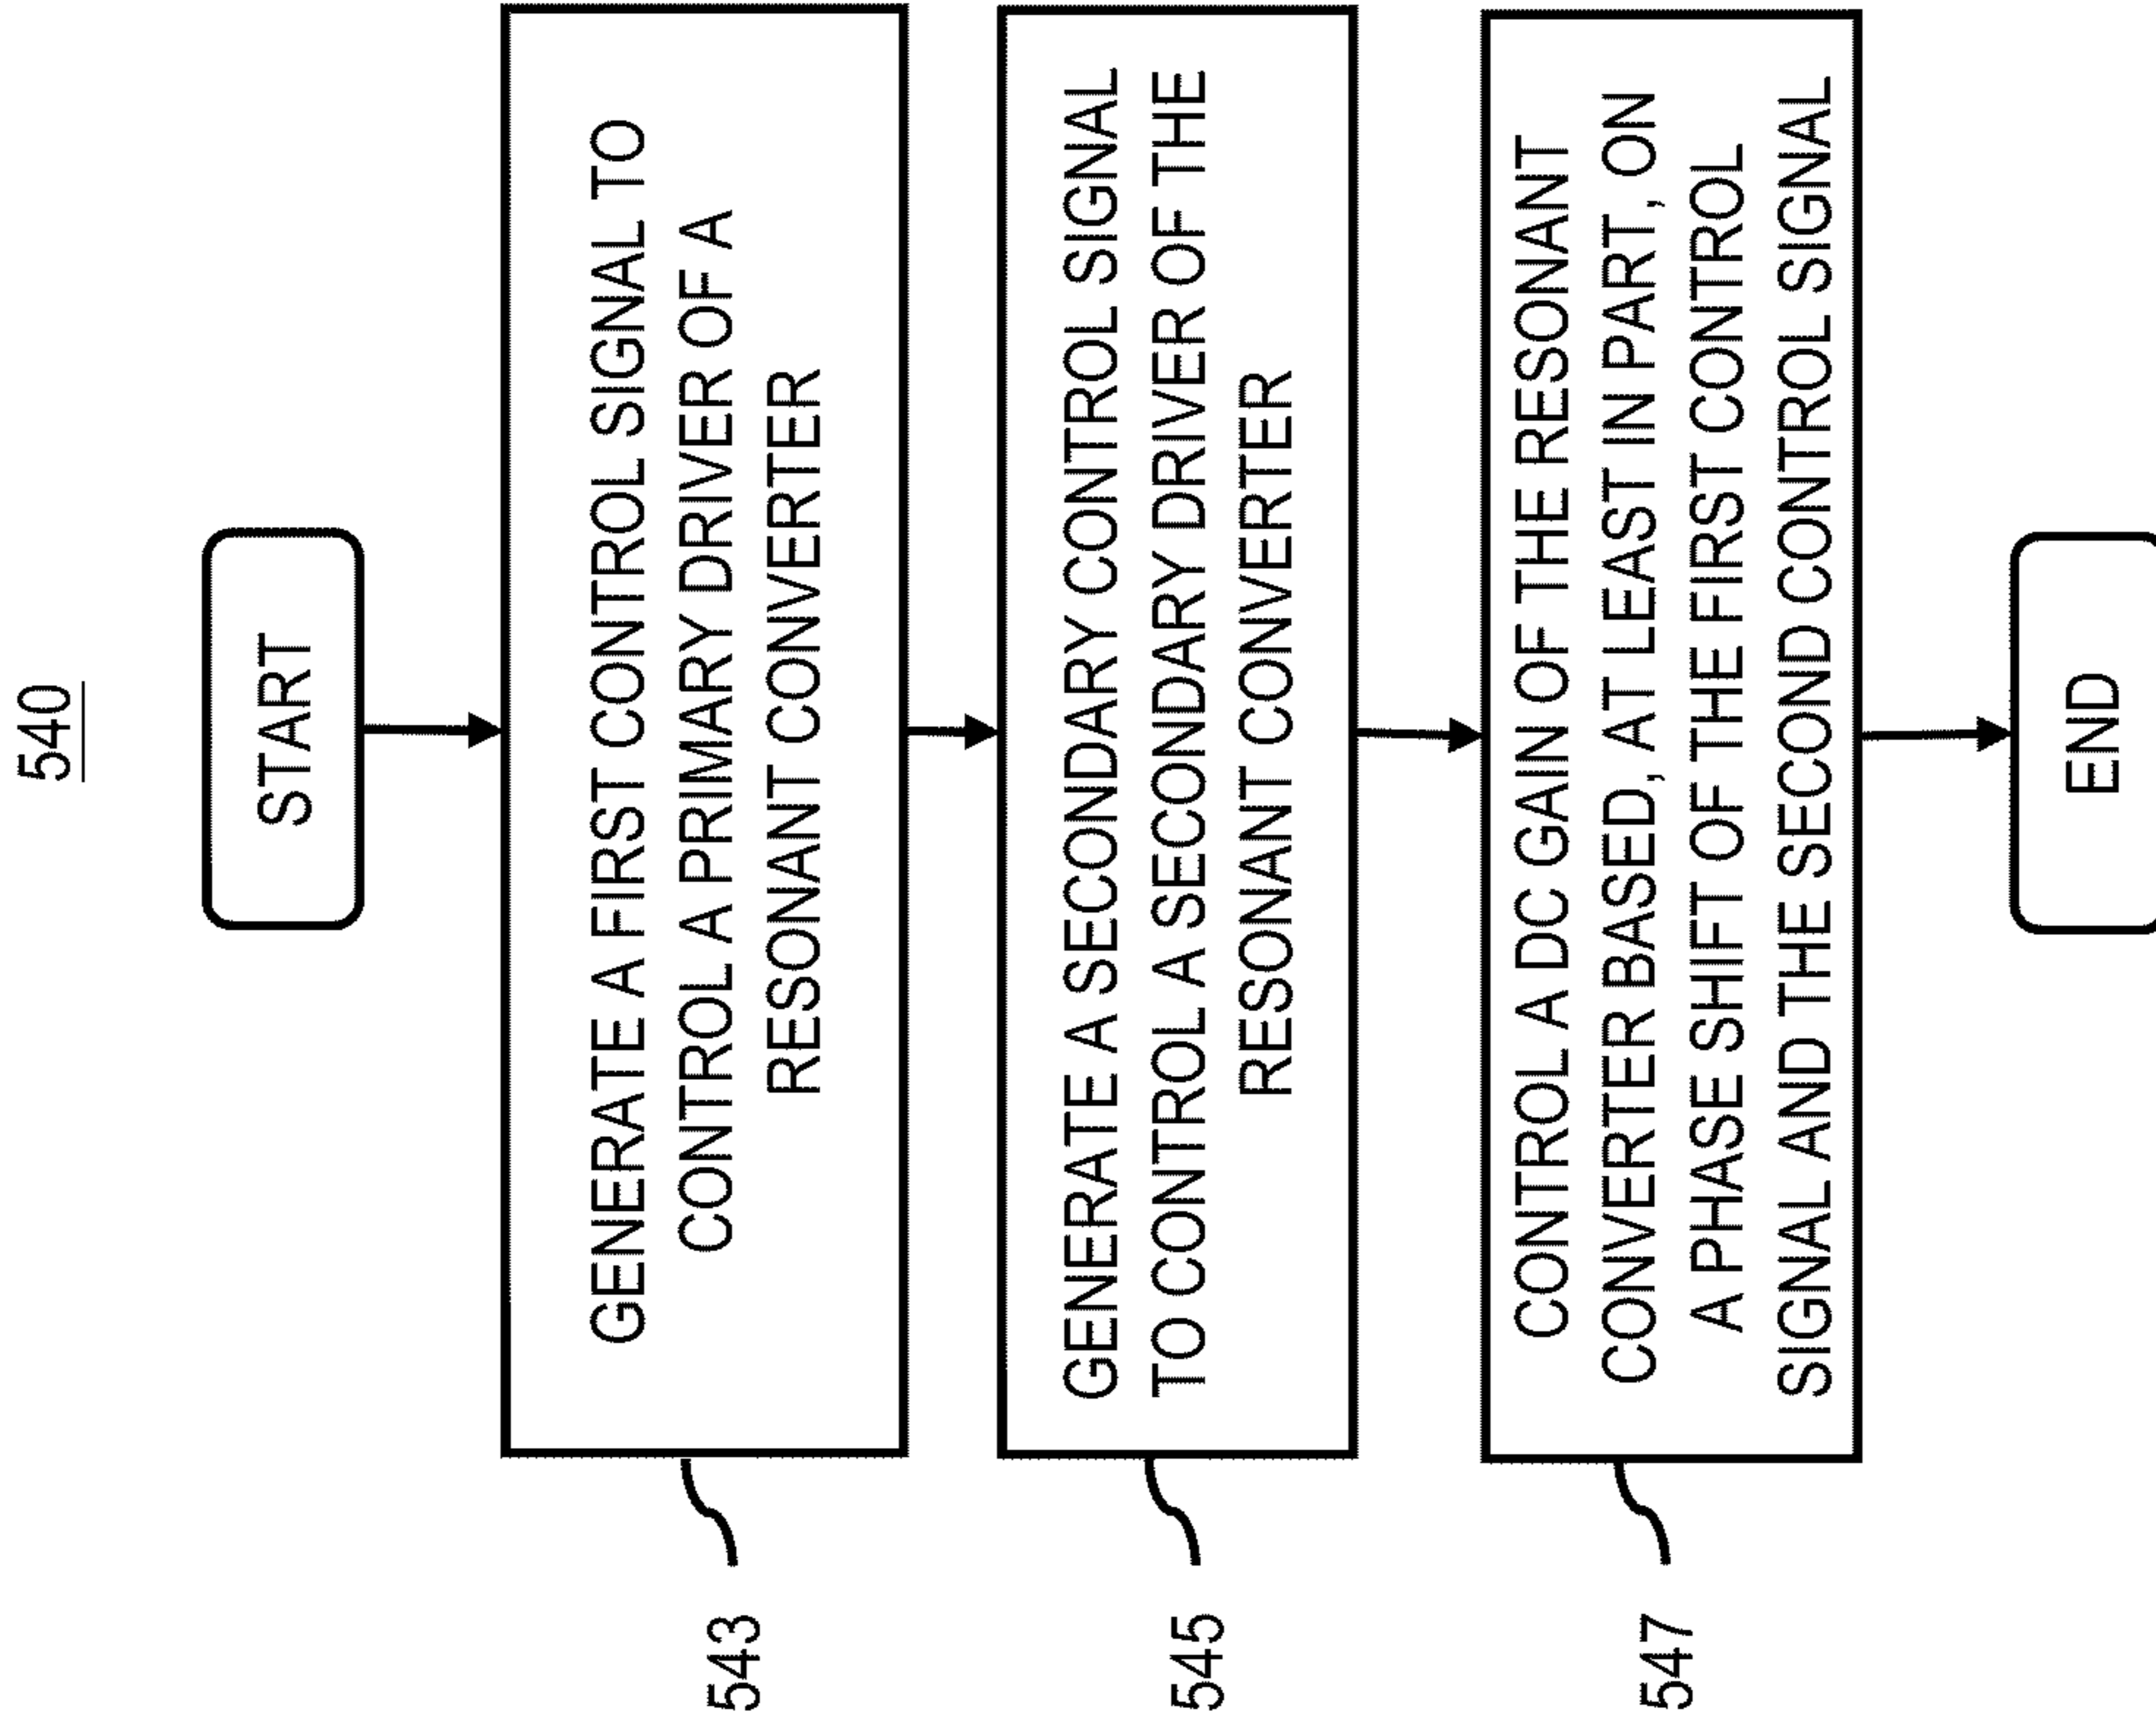 540
START
543
GENERATE A FIRST CONTROL SIGNAL TO
CONTROL A PRIMARY DRIVER OF A
RESONANT CONVERTER
545
GENERATE A SECONDARY CONTROL SIGNAL
TO CONTROL A SECONDARY DRIVER OF THE
RESONANT CONVERTER
547
CONTROL A DC GAIN OF THE RESONANT
CONVERTER BASED, AT LEAST IN PART, ON
A PHASE SHIFT OF THE FIRST CONTROL
SIGNAL AND THE SECOND CONTROL SIGNAL
END